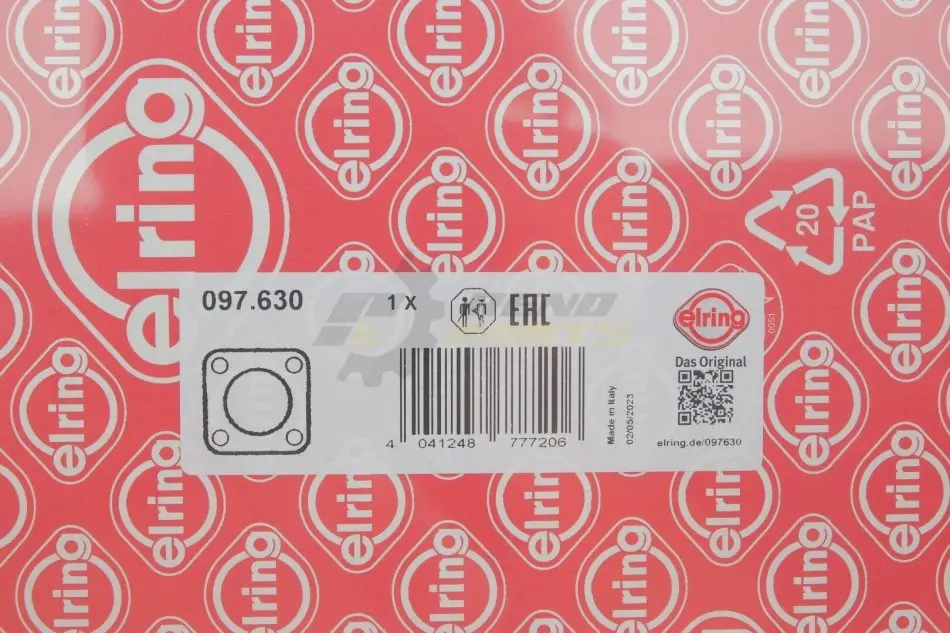 elring
097.630
1 X
EAC
elring
Das Original
4 041248 777206
Made in Italy
02/05/2023
elring.de/097630
0051
20
PAP